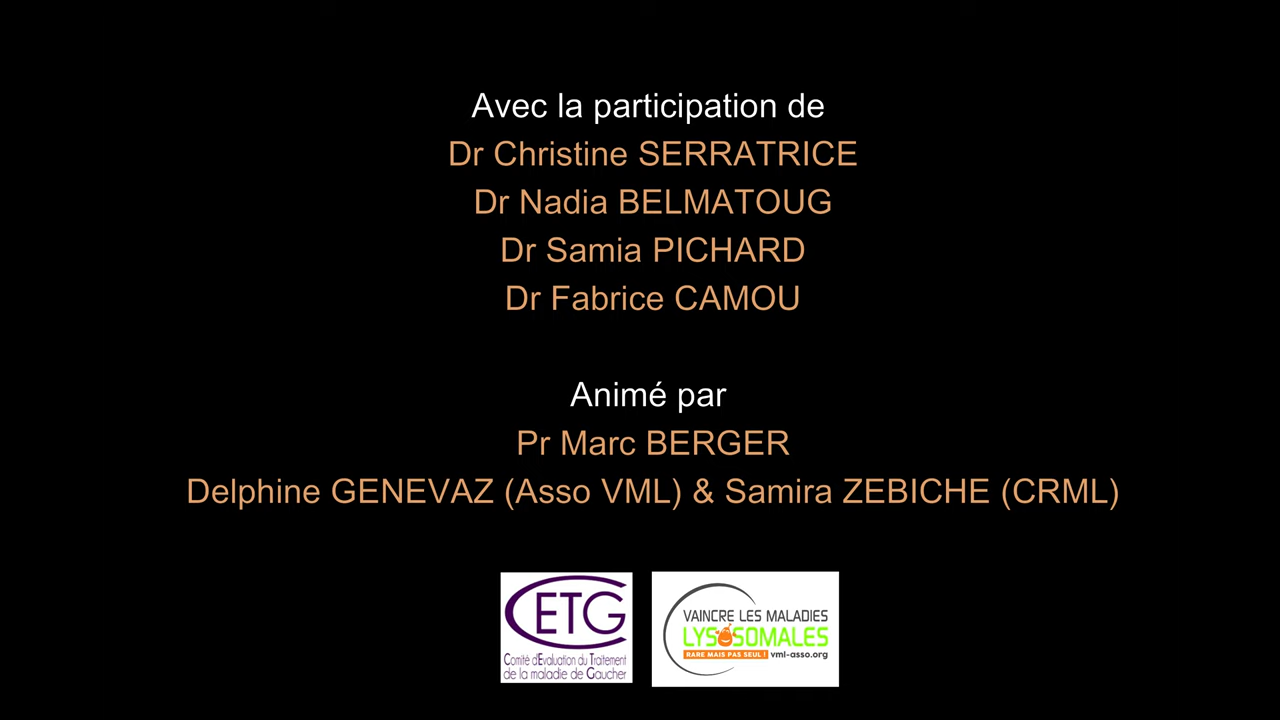 Avec la participation de
Dr Christine SERRATRICE
Dr Nadia BELMATOUG
Dr Samia PICHARD
Dr Fabrice CAMOU
Animé par
Pr Marc BERGER
Delphine GENEVAZ (Asso VML) & Samira ZEBICHE (CRML)
CETG
Comité d'Evaluation du Traitement
de la maladie de Gaucher
VAINCRE LES MALADIES
LYSOSOMALES
RARE MAIS PAS SEUL ! vml-asso.org